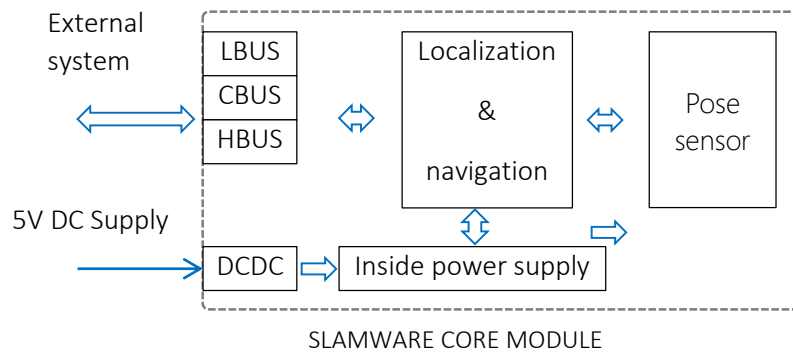 External
system
LBUS
CBUS
HBUS
Localization
&
navigation
Pose
sensor
5V DC Supply
DCDC
Inside power supply
SLAMWARE CORE MODULE